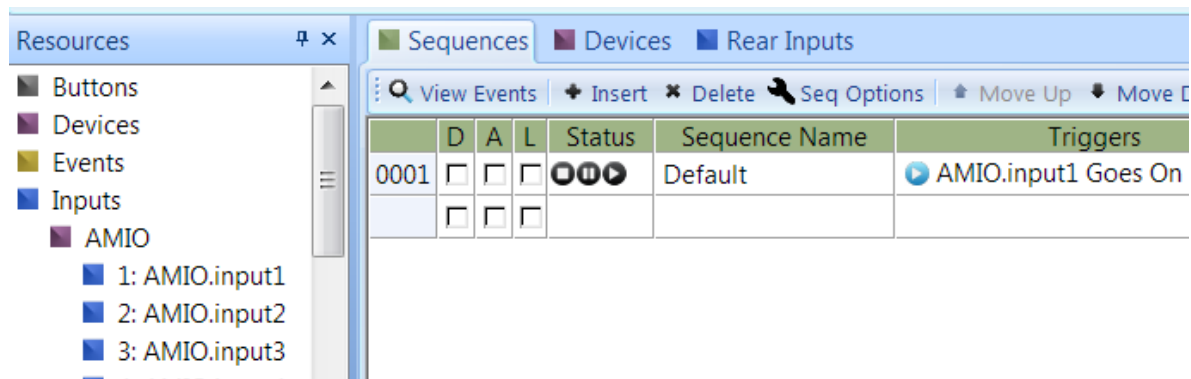 Resources
Buttons
Devices
Events
Inputs
AMIO
1: AMIO.input1
2: AMIO.input2
3: AMIO.input3
Sequences Devices Rear Inputs
View Events Insert Delete Seq Options Move Up Move D
D A L Status Sequence Name Triggers
0001 Default AMIO.input1 Goes On